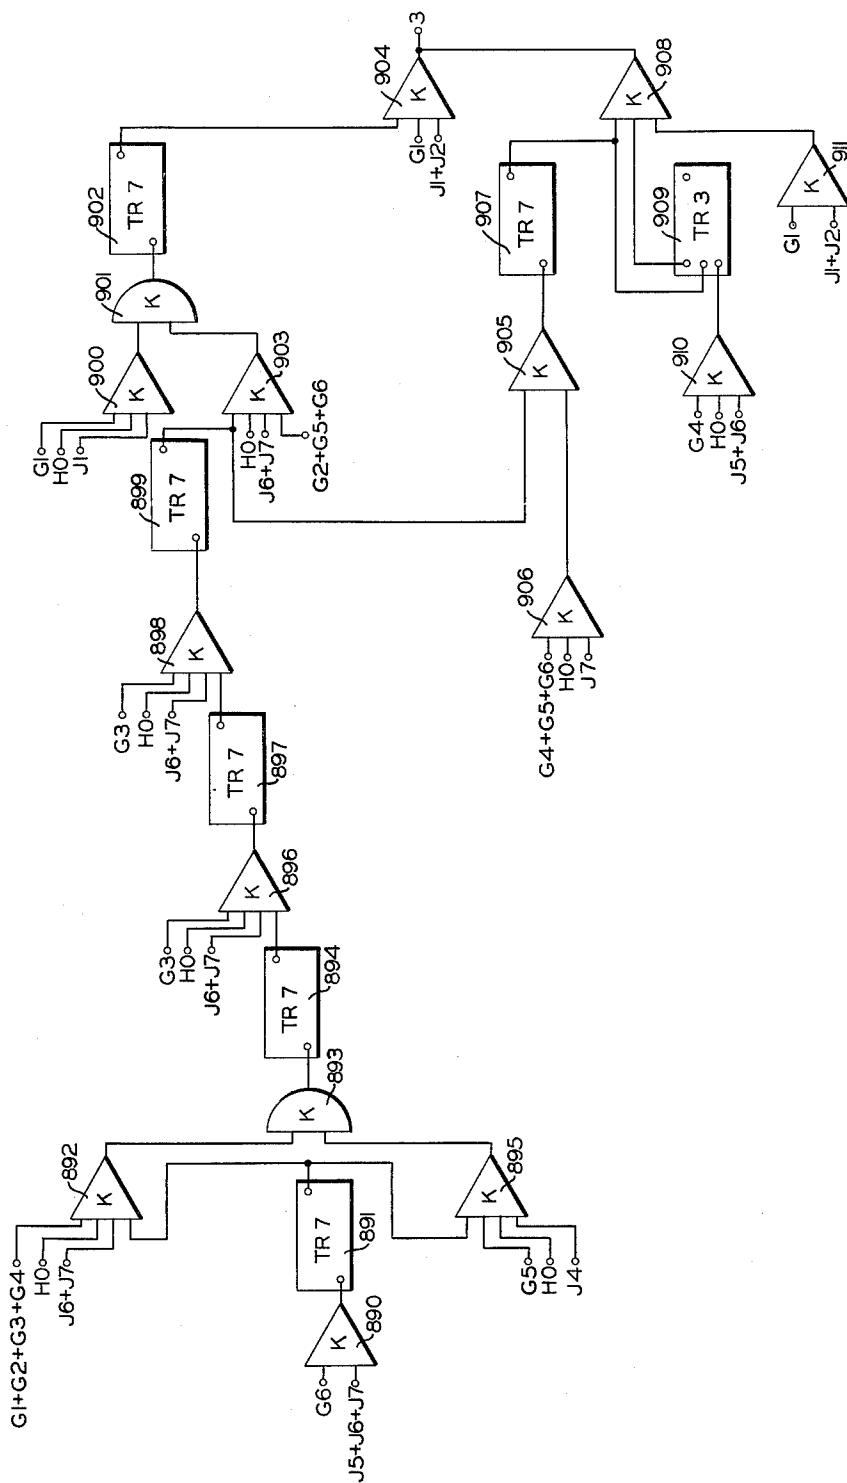 3
904
K
G1
J1+J2
908
K
911
K
G1
J1+J2
902
TR 7
901
K
900
K
G1
H0
J1
903
K
H0
J6+J7
G2+G5+G6
907
TR 7
909
TR 3
905
K
910
K
G4
H0
J5+J6
899
TR 7
906
K
G4+G5+G6
H0
J7
898
K
G3
H0
J6+J7
897
TR 7
896
K
G3
H0
J6+J7
894
TR 7
893
K
892
K
G1+G2+G3+G4
H0
J6+J7
891
TR 7
895
K
G5
H0
J4
890
K
G6
J5+J6+J7